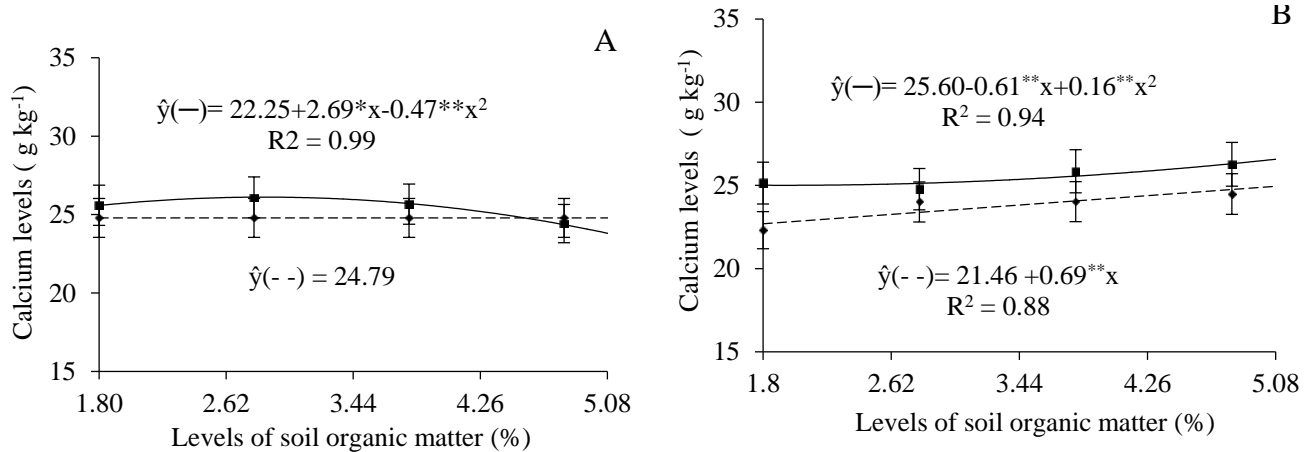 A
35
30
25
20
15
Calcium levels ( g kg-1)
ŷ(─)= 22.25+2.69*x-0.47**x2
R2 = 0.99
ŷ(- -) = 24.79
1.80 2.62 3.44 4.26 5.08
Levels of soil organic matter (%)
B
35
30
25
20
15
Calcium levels ( g kg-1)
ŷ(─)= 25.60-0.61**x+0.16**x2
R2 = 0.94
ŷ(- -)= 21.46 +0.69**x
R2 = 0.88
1.8 2.62 3.44 4.26 5.08
Levels of soil organic matter (%)